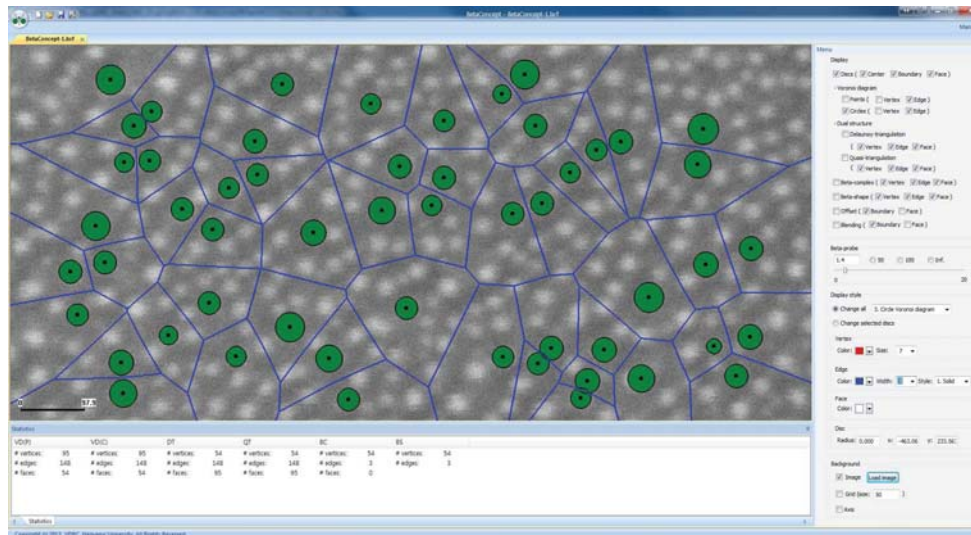 BetaConcept - BetaConcept-1.bcf
BetaConcept-1.bcf
Menu
Display
Discs ( Center Boundary Face )
Voronoi diagram
Points ( Vertex Edge )
Circles ( Vertex Edge )
Dual structure
Delaunay triangulation
( Vertex Edge Face )
Quasi-triangulation
( Vertex Edge Face )
Beta-complex ( Vertex Edge Face )
Beta-shape ( Vertex Edge Face )
Offset ( Boundary Face )
Blending ( Boundary Face )
Beta-probe
1.4 50 100 Inf.
0 20
Display style
Change all 3. Circle Voronoi diagram
Change selected discs
Vertex
Color: Size: 7
Edge
Color: Width: Style: 1. Solid
Face
Color:
Disc
Radius: 0.000 X: -463.06 Y: 233.56
Background
Image Load image
Grid (size: 50 )
Axis
0
Statistics
VD(P) VD(C) DT QT BC BS
# vertices: 95 # vertices: 95 # vertices: 54 # vertices: 54 # vertices: 54 # vertices: 54
# edges: 148 # edges: 148 # edges: 148 # edges: 148 # edges: 3 # edges: 3
# faces: 54 # faces: 54 # faces: 95 # faces: 95 # faces: 0
Statistics